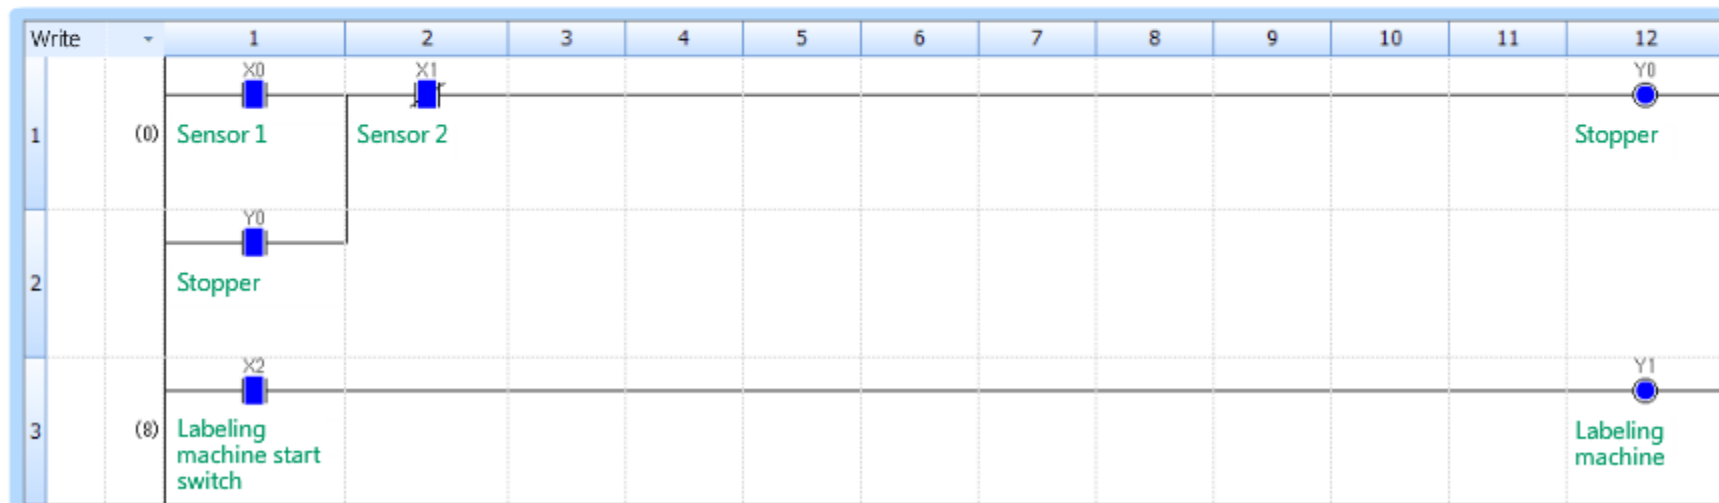 Write 1 2 3 4 5 6 7 8 9 10 11 12
X0 X1 Y0
1 (0) Sensor 1 Sensor 2 Stopper
Y0
2 Stopper
X2 Y1
3 (8) Labeling Labeling
machine start machine
switch